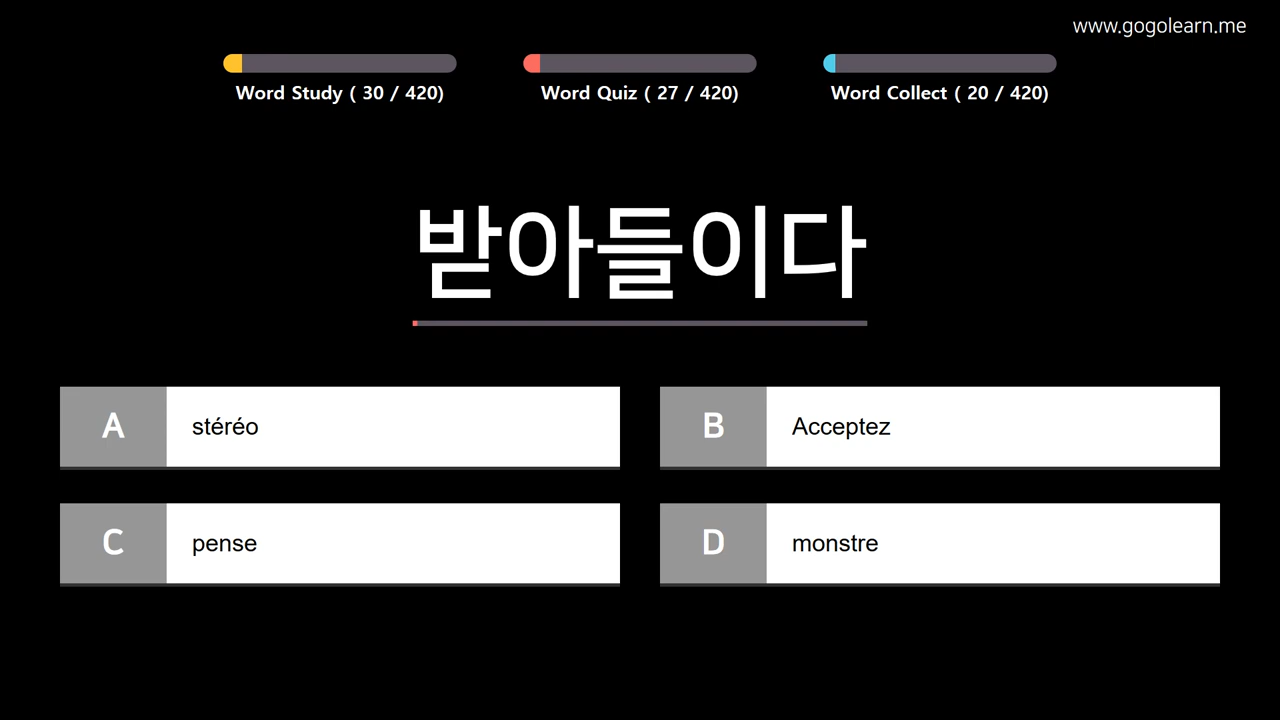 www.gogolearn.me
Word Study ( 30 / 420)
Word Quiz ( 27 / 420)
Word Collect ( 20 / 420)
받아들이다
A
stéréo
B
Acceptez
C
pense
D
monstre